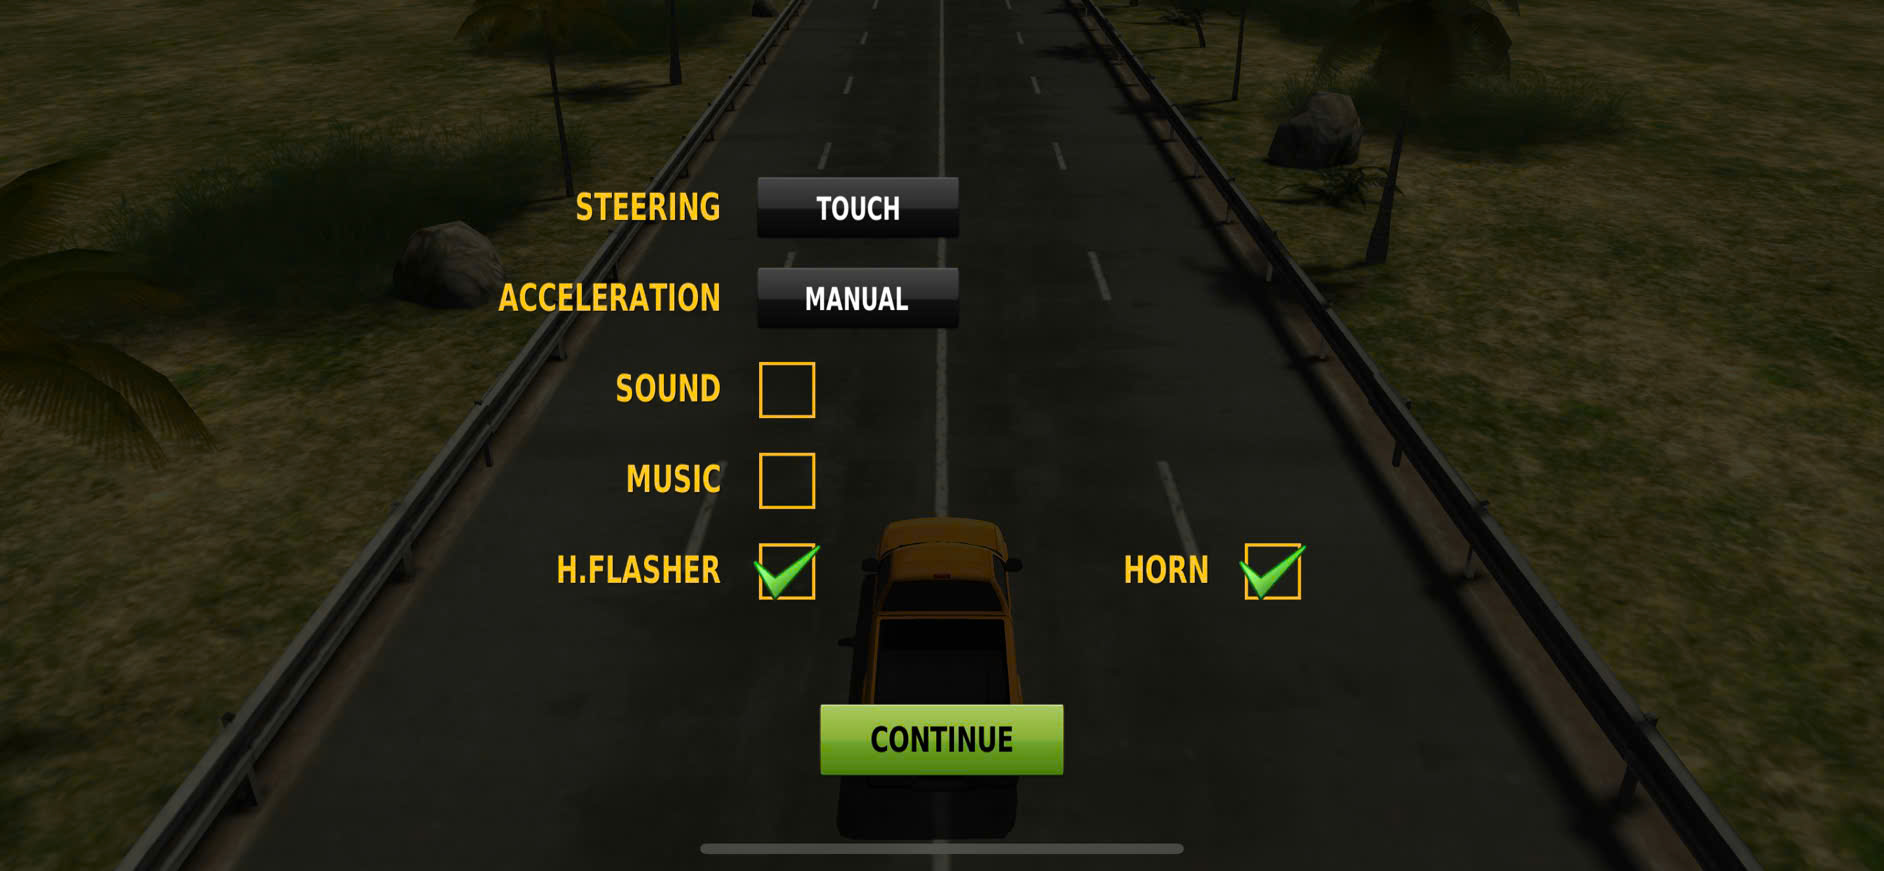 STEERING TOUCH
ACCELERATION MANUAL
SOUND
MUSIC
H.FLASHER HORN
CONTINUE